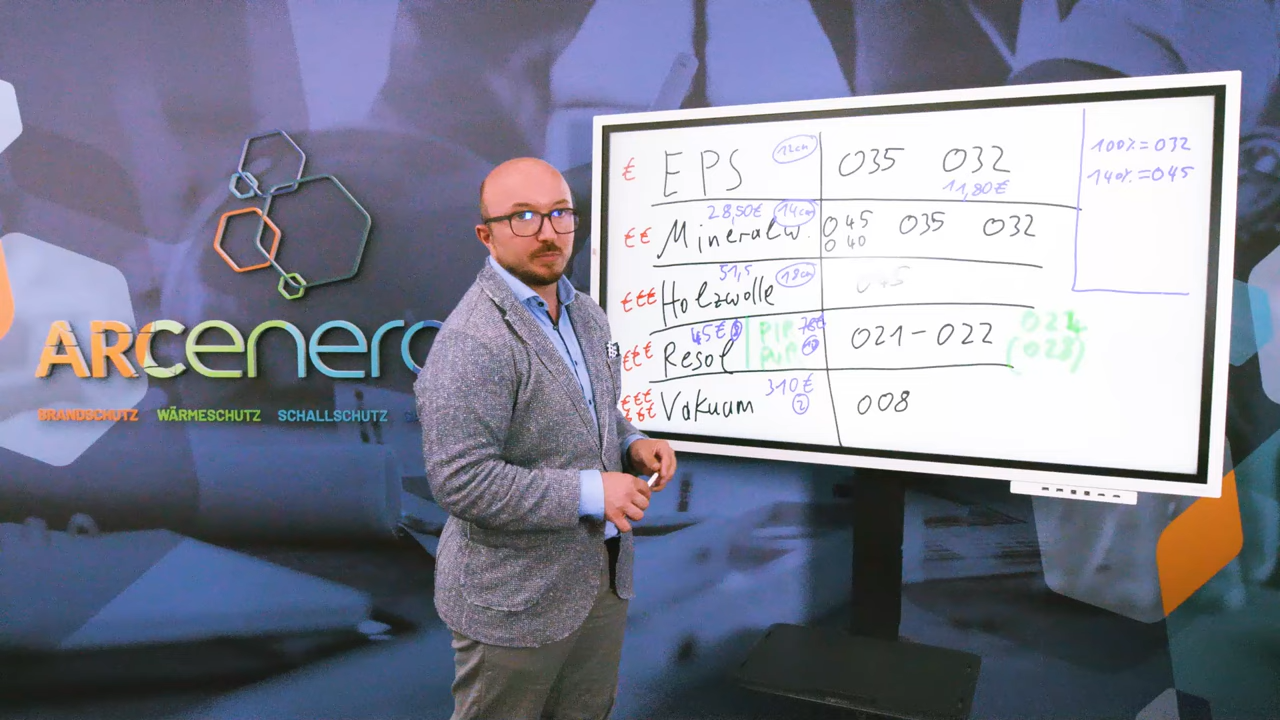 ARCenerg
BRANDSCHUTZ WÄRMESCHUTZ SCHALLSCHUTZ
€ EPS 12cm 035 032
11,80€
100% = 032
140% = 045
28,50€ 14cm
€€ Mineralw. 045 035 032
040
51,5 18cm
€€€ Holzwolle 045
45€ PIR 78€
€€€ Resol PUR 10 021-022 024
(028)
310€
€€€ Vakuum 2 008
€€€